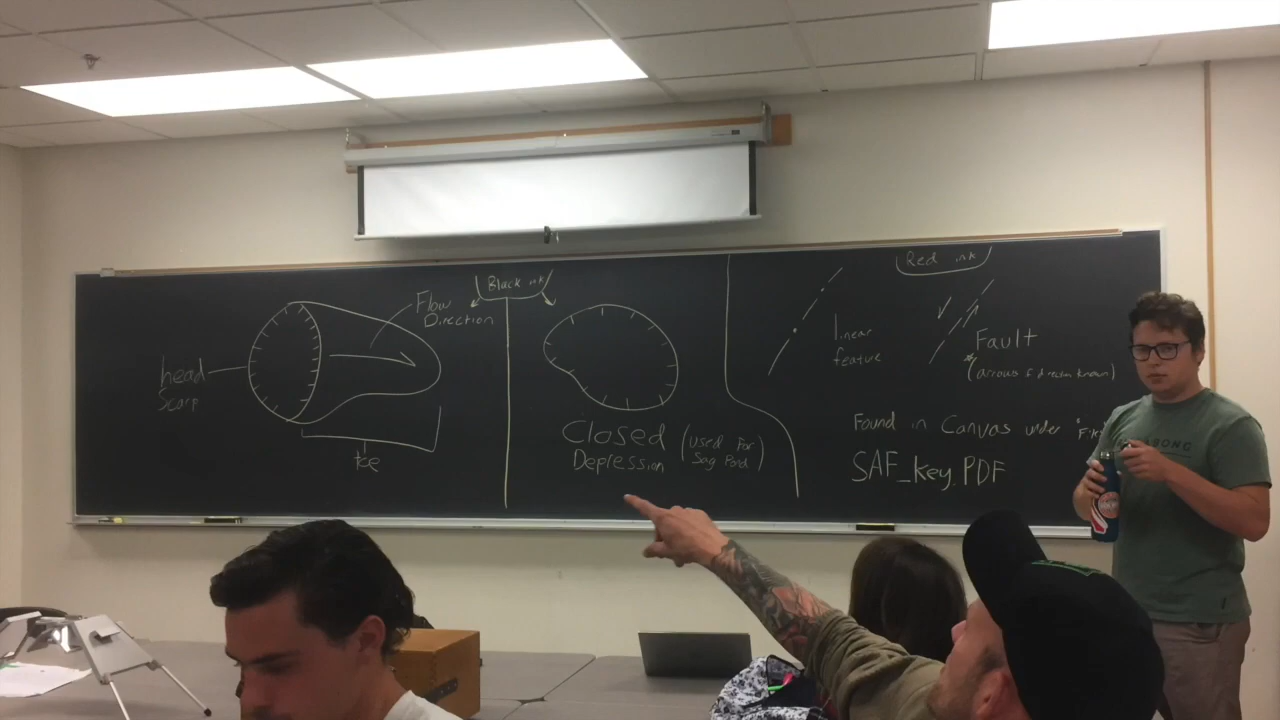 Black ink
Flow
Direction
head
Scarp
toe
Closed
Depression
(used for
Sag Pond)
Red ink
linear
feature
Fault
*(arrows if direction known)
Found in Canvas under
SAF_key.PDF